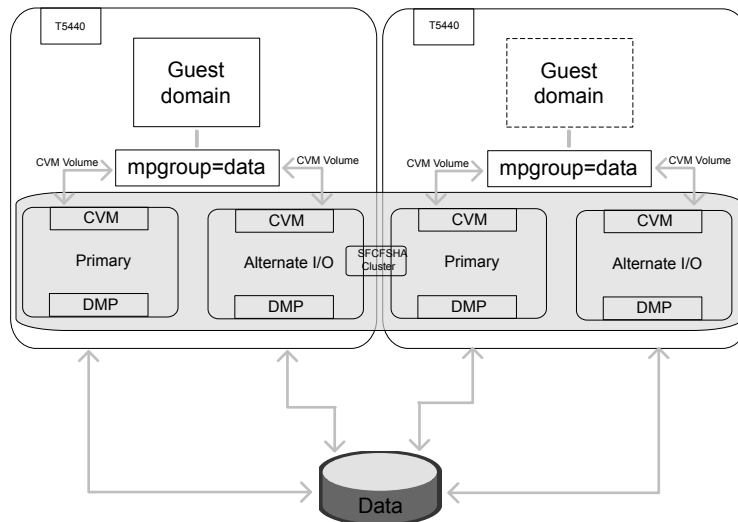 T5440
T5440
Guest
domain
Guest
domain
CVM Volume
mpgroup=data
CVM Volume
CVM Volume
mpgroup=data
CVM Volume
CVM
CVM
CVM
CVM
Primary
Alternate I/O
SFCFSHA
Cluster
Primary
Alternate I/O
DMP
DMP
DMP
DMP
Data